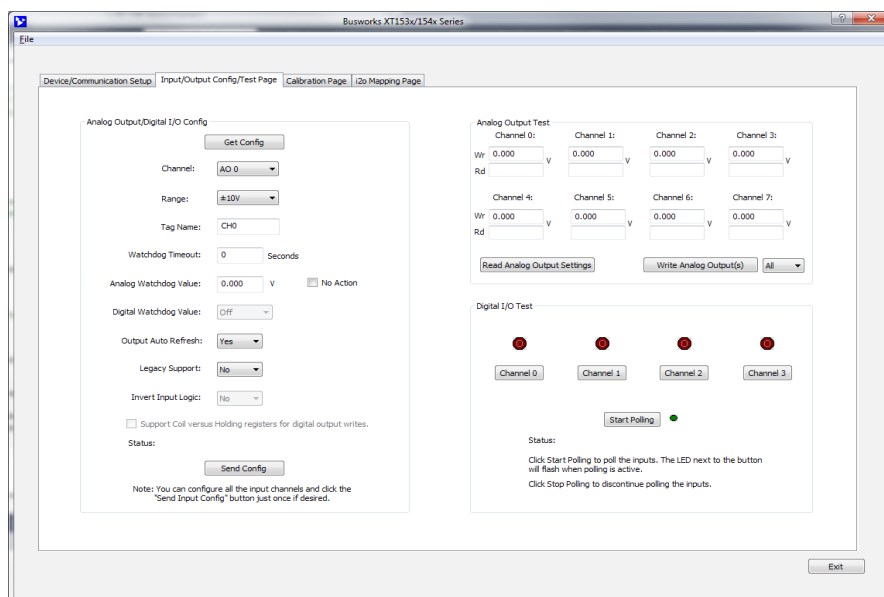 Busworks XT153x/154x Series
File
Device/Communication Setup
Input/Output Config/Test Page
Calibration Page
i2o Mapping Page
Analog Output/Digital I/O Config
Get Config
Channel: AO 0
Range: ±10V
Tag Name: CH0
Watchdog Timeout: 0 Seconds
Analog Watchdog Value: 0.000 V No Action
Digital Watchdog Value: Off
Output Auto Refresh: Yes
Legacy Support: No
Invert Input Logic: No
Support Coil versus Holding registers for digital output writes.
Status:
Send Config
Note: You can configure all the input channels and click the
"Send Input Config" button just once if desired.
Analog Output Test
Channel 0: Channel 1: Channel 2: Channel 3:
Wr 0.000 V 0.000 V 0.000 V 0.000 V
Rd
Channel 4: Channel 5: Channel 6: Channel 7:
Wr 0.000 V 0.000 V 0.000 V 0.000 V
Rd
Read Analog Output Settings Write Analog Output(s) All
Digital I/O Test
Channel 0 Channel 1 Channel 2 Channel 3
Start Polling
Status:
Click Start Polling to poll the inputs. The LED next to the button
will flash when polling is active.
Click Stop Polling to discontinue polling the inputs.
Exit